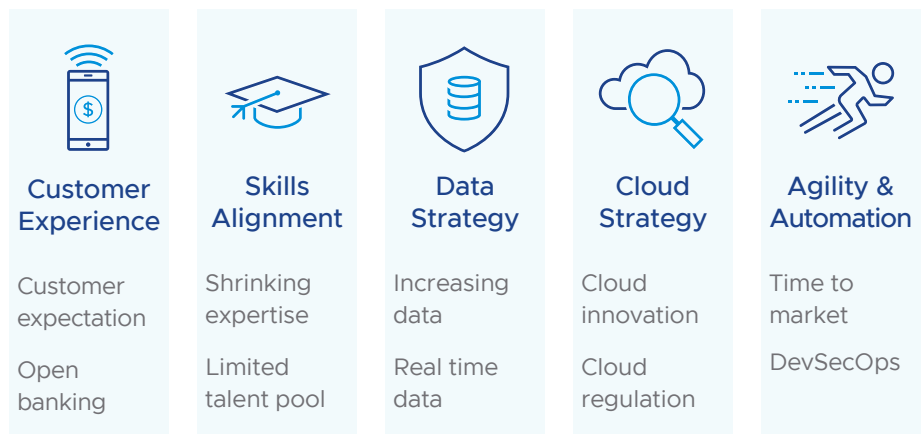 $
Customer
Experience
Customer
expectation
Open
banking
Skills
Alignment
Shrinking
expertise
Limited
talent pool
Data
Strategy
Increasing
data
Real time
data
Cloud
Strategy
Cloud
innovation
Cloud
regulation
Agility &
Automation
Time to
market
DevSecOps